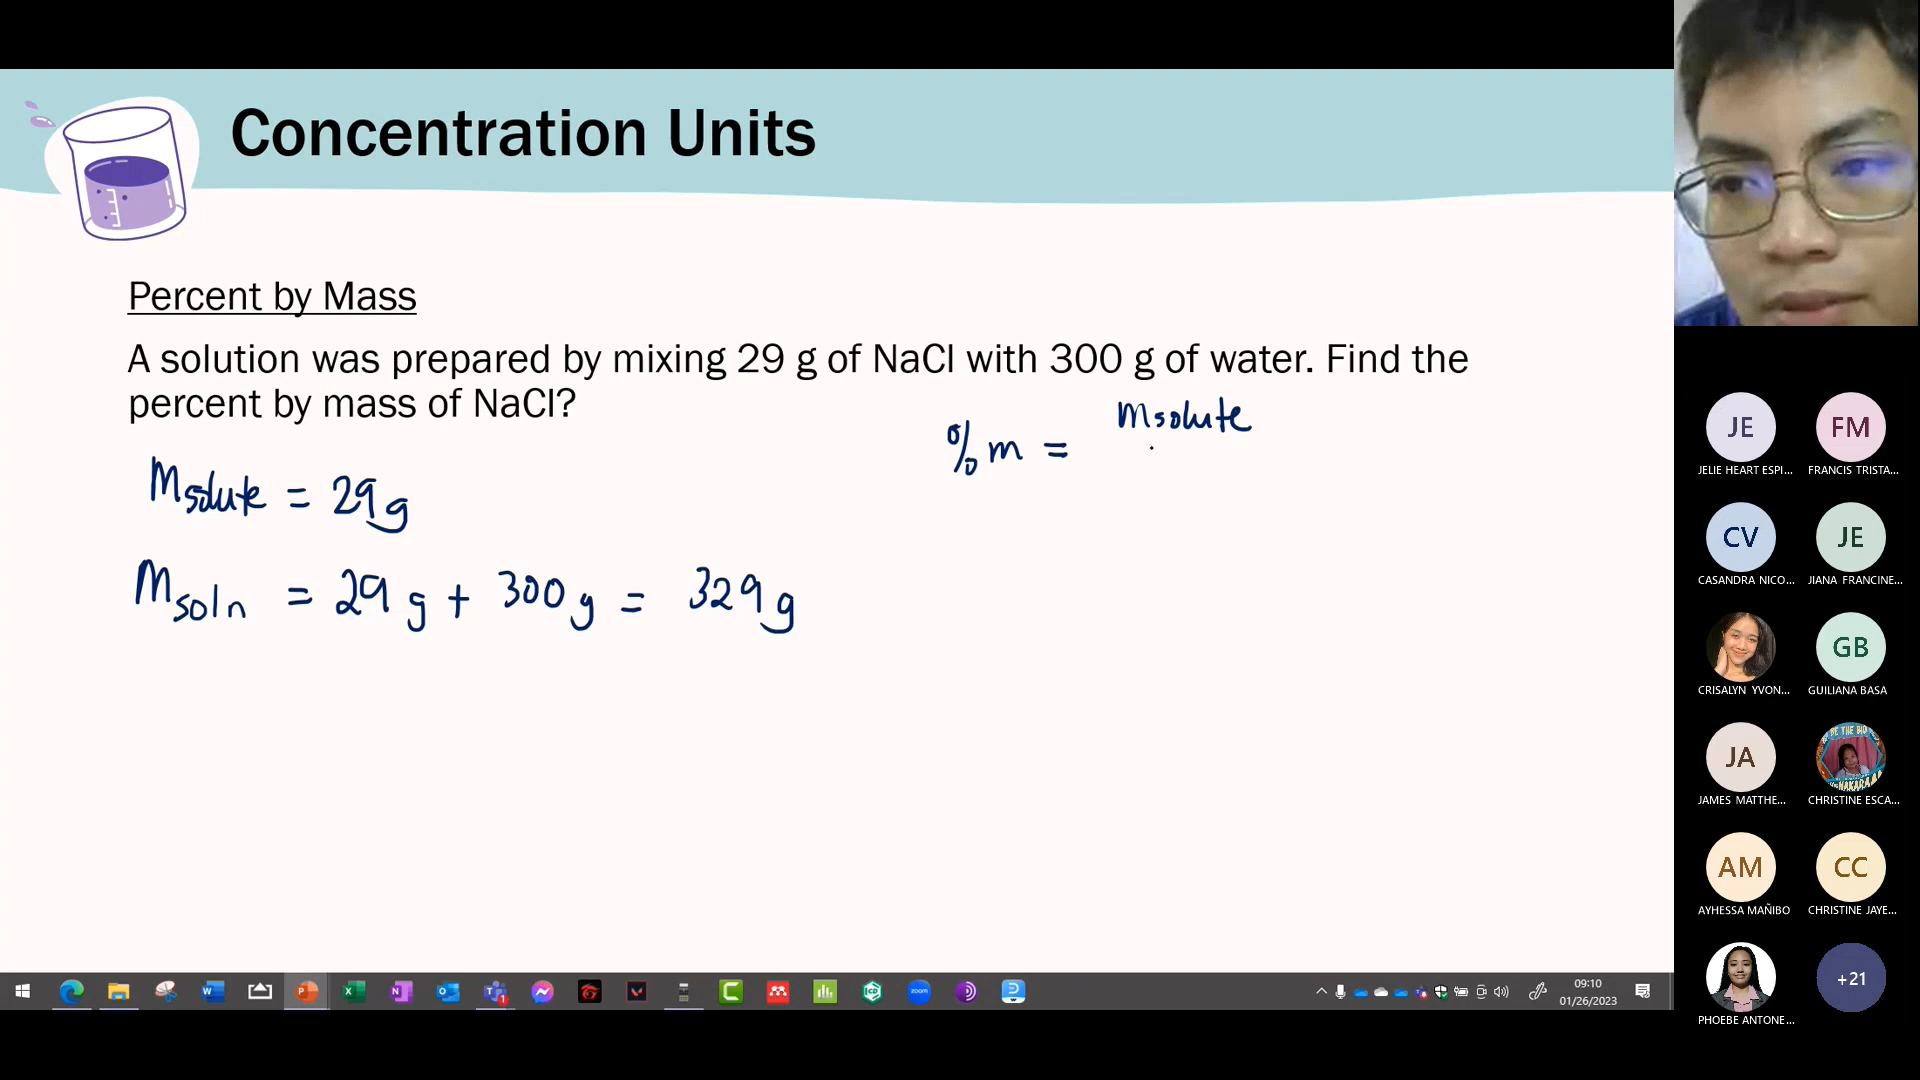 Concentration Units
Percent by Mass
A solution was prepared by mixing 29 g of NaCl with 300 g of water. Find the
percent by mass of NaCl?
%m = msolute
Msolute = 29g
Msoln = 29 g + 300g = 329g
JE FM
JELIE HEART ESPI... FRANCIS TRISTA...
CV JE
CASANDRA NICO... JIANA FRANCINE...
GB
CRISALYN YVON... GUILIANA BASA
JA
JAMES MATTHE... CHRISTINE ESCA...
AM CC
AYHESSA MAÑIBO CHRISTINE JAYE...
+21
PHOEBE ANTONE...
09:10
01/26/2023